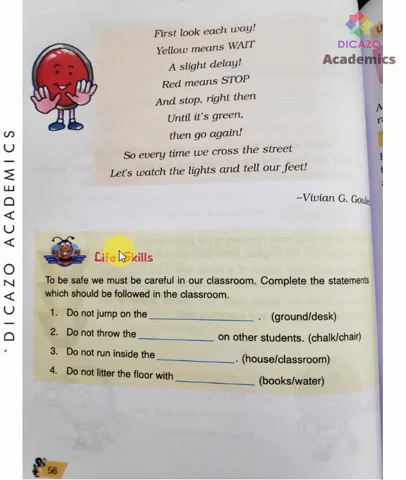 DICAZO
Academics
First look each way!
Yellow means WAIT
A slight delay!
Red means STOP
And stop, right then
Until it's green,
then go again!
So every time we cross the street
Let's watch the lights and tell our feet!
–Vivian G. Goule
Life Skills
To be safe we must be careful in our classroom. Complete the statements
which should be followed in the classroom.
1. Do not jump on the ____________ . (ground/desk)
2. Do not throw the ____________ on other students. (chalk/chair)
3. Do not run inside the ____________ . (house/classroom)
4. Do not litter the floor with ____________ (books/water)
56
`DICAZO ACADEMICS